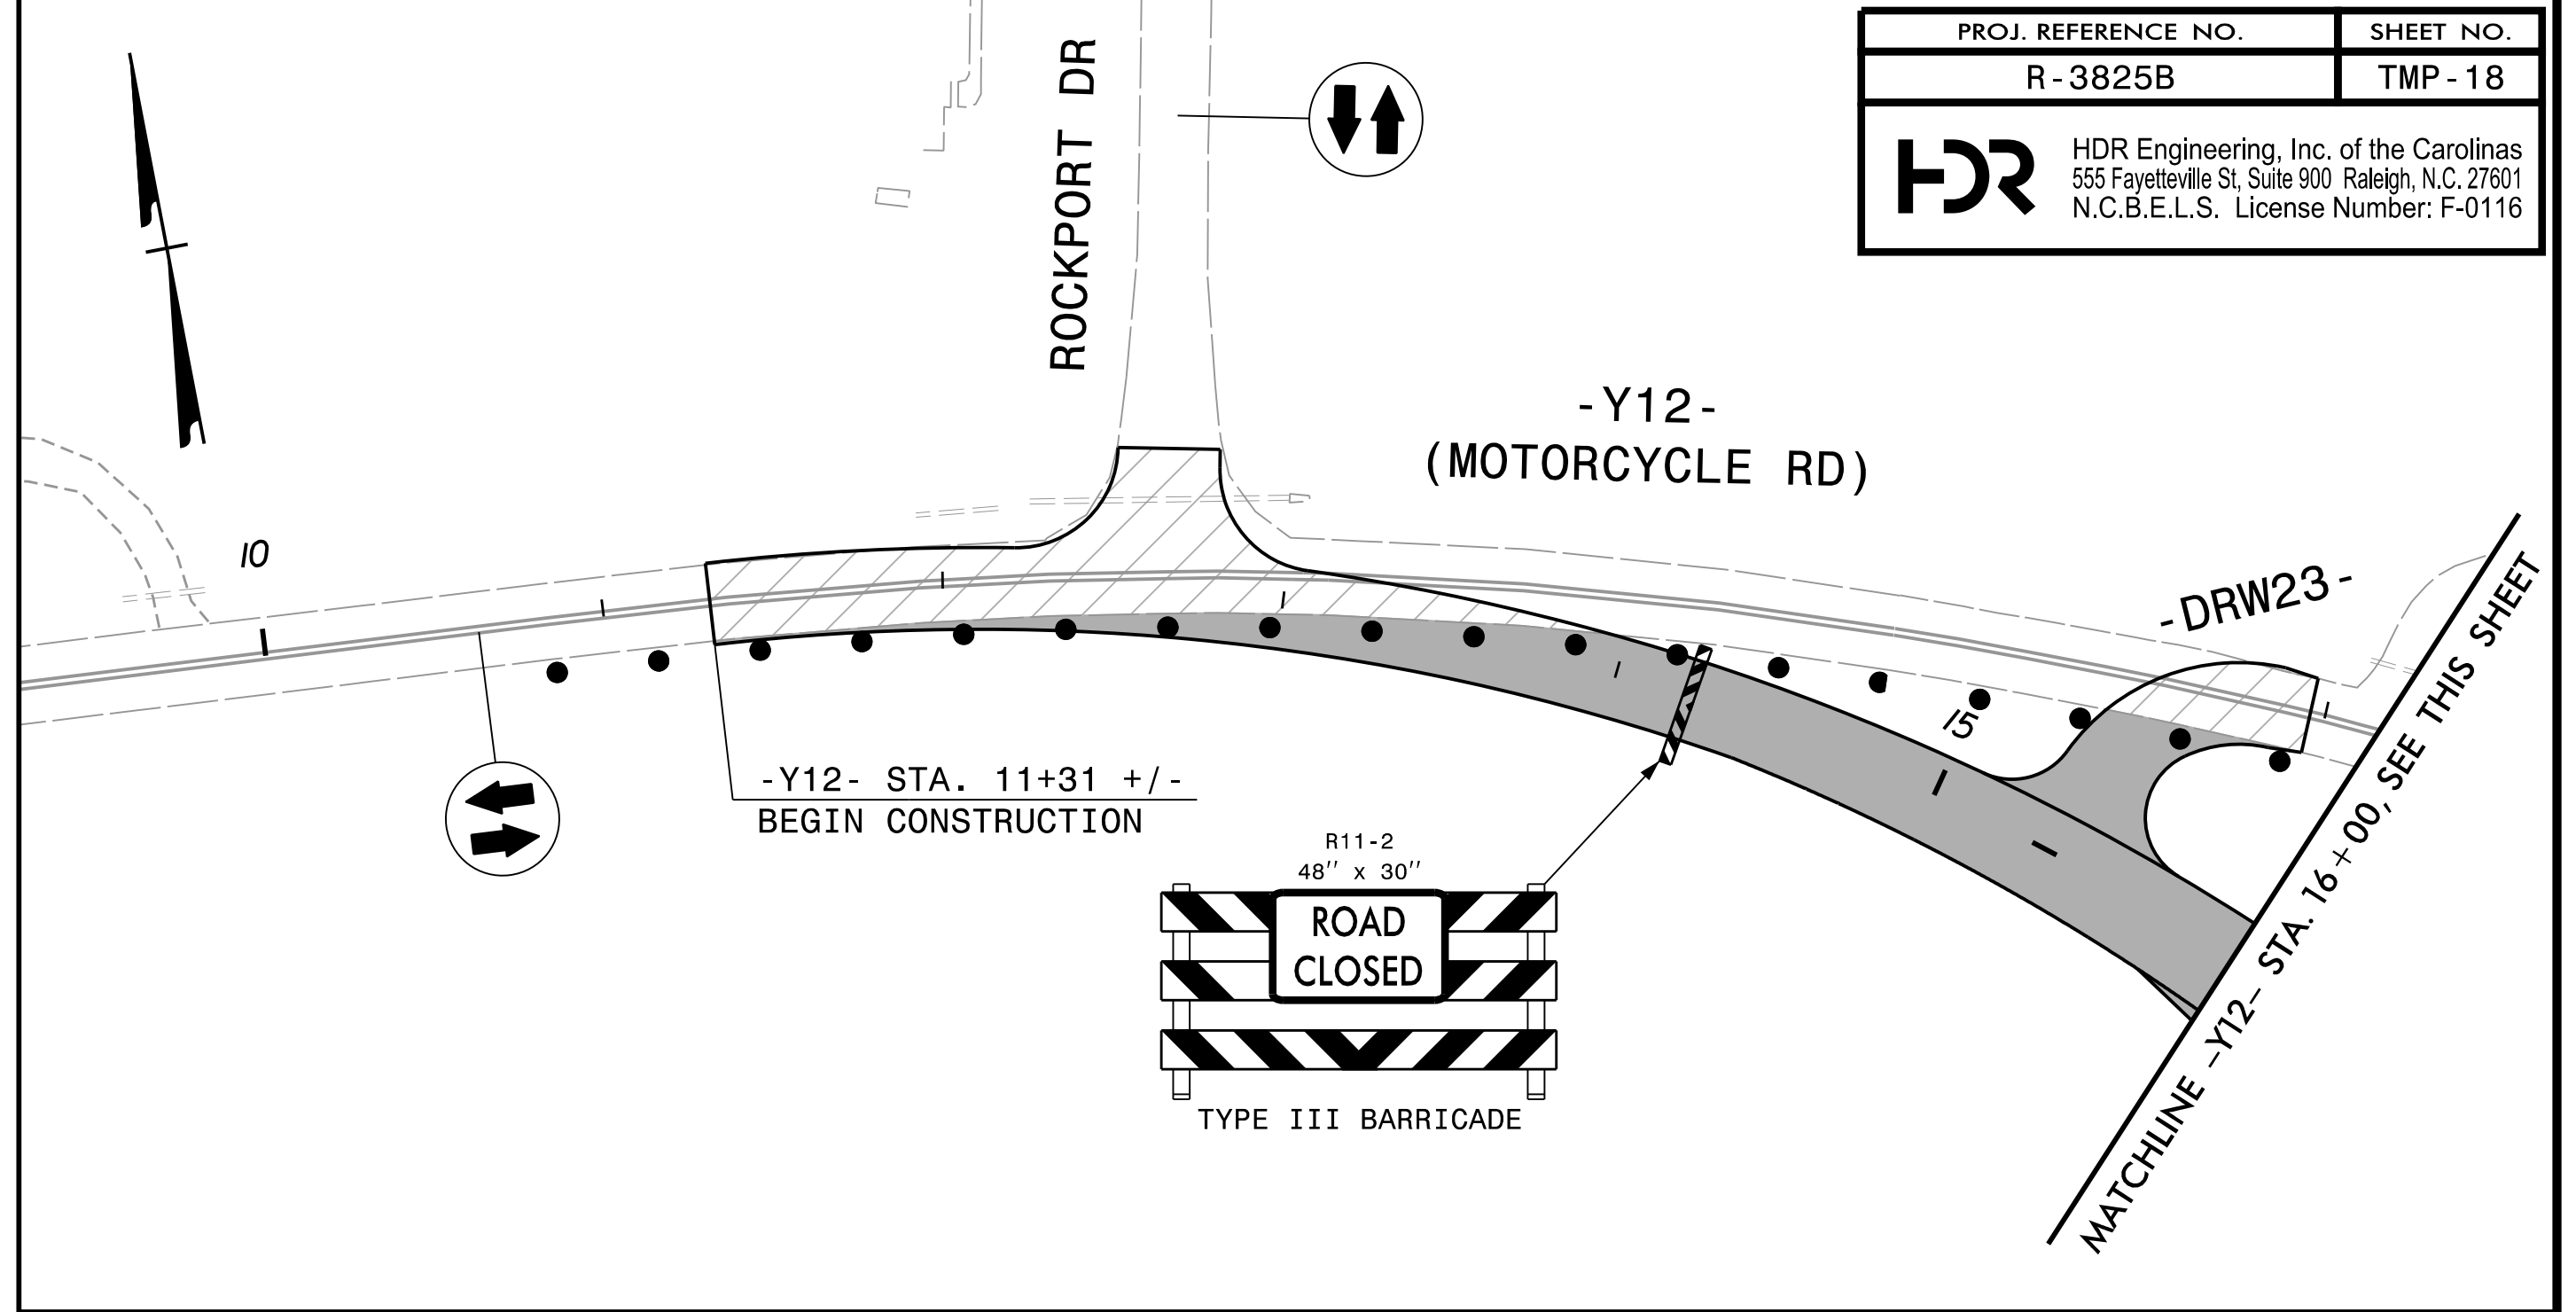 PROJ. REFERENCE NO.
SHEET NO.
R-3825B
TMP-18
HDR
HDR Engineering, Inc. of the Carolinas
555 Fayetteville St, Suite 900 Raleigh, N.C. 27601
N.C.B.E.L.S. License Number: F-0116
ROCKPORT DR
-Y12-
(MOTORCYCLE RD)
10
-DRW23-
15
-Y12- STA. 11+31 +/-
BEGIN CONSTRUCTION
R11-2
48'' x 30''
ROAD
CLOSED
TYPE III BARRICADE
MATCHLINE -Y12- STA. 16+00, SEE THIS SHEET